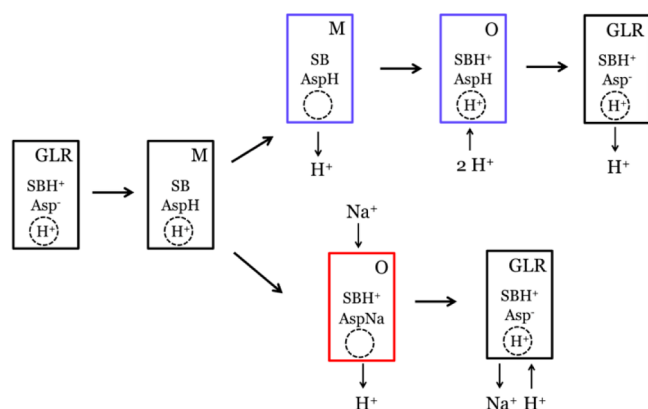 M
SB
AspH
H⁺
O
SBH⁺
AspH
H⁺
2 H⁺
GLR
SBH⁺
Asp⁻
H⁺
H⁺
GLR
SBH⁺
Asp⁻
H⁺
M
SB
AspH
H⁺
Na⁺
O
SBH⁺
AspNa
H⁺
GLR
SBH⁺
Asp⁻
H⁺
Na⁺ H⁺